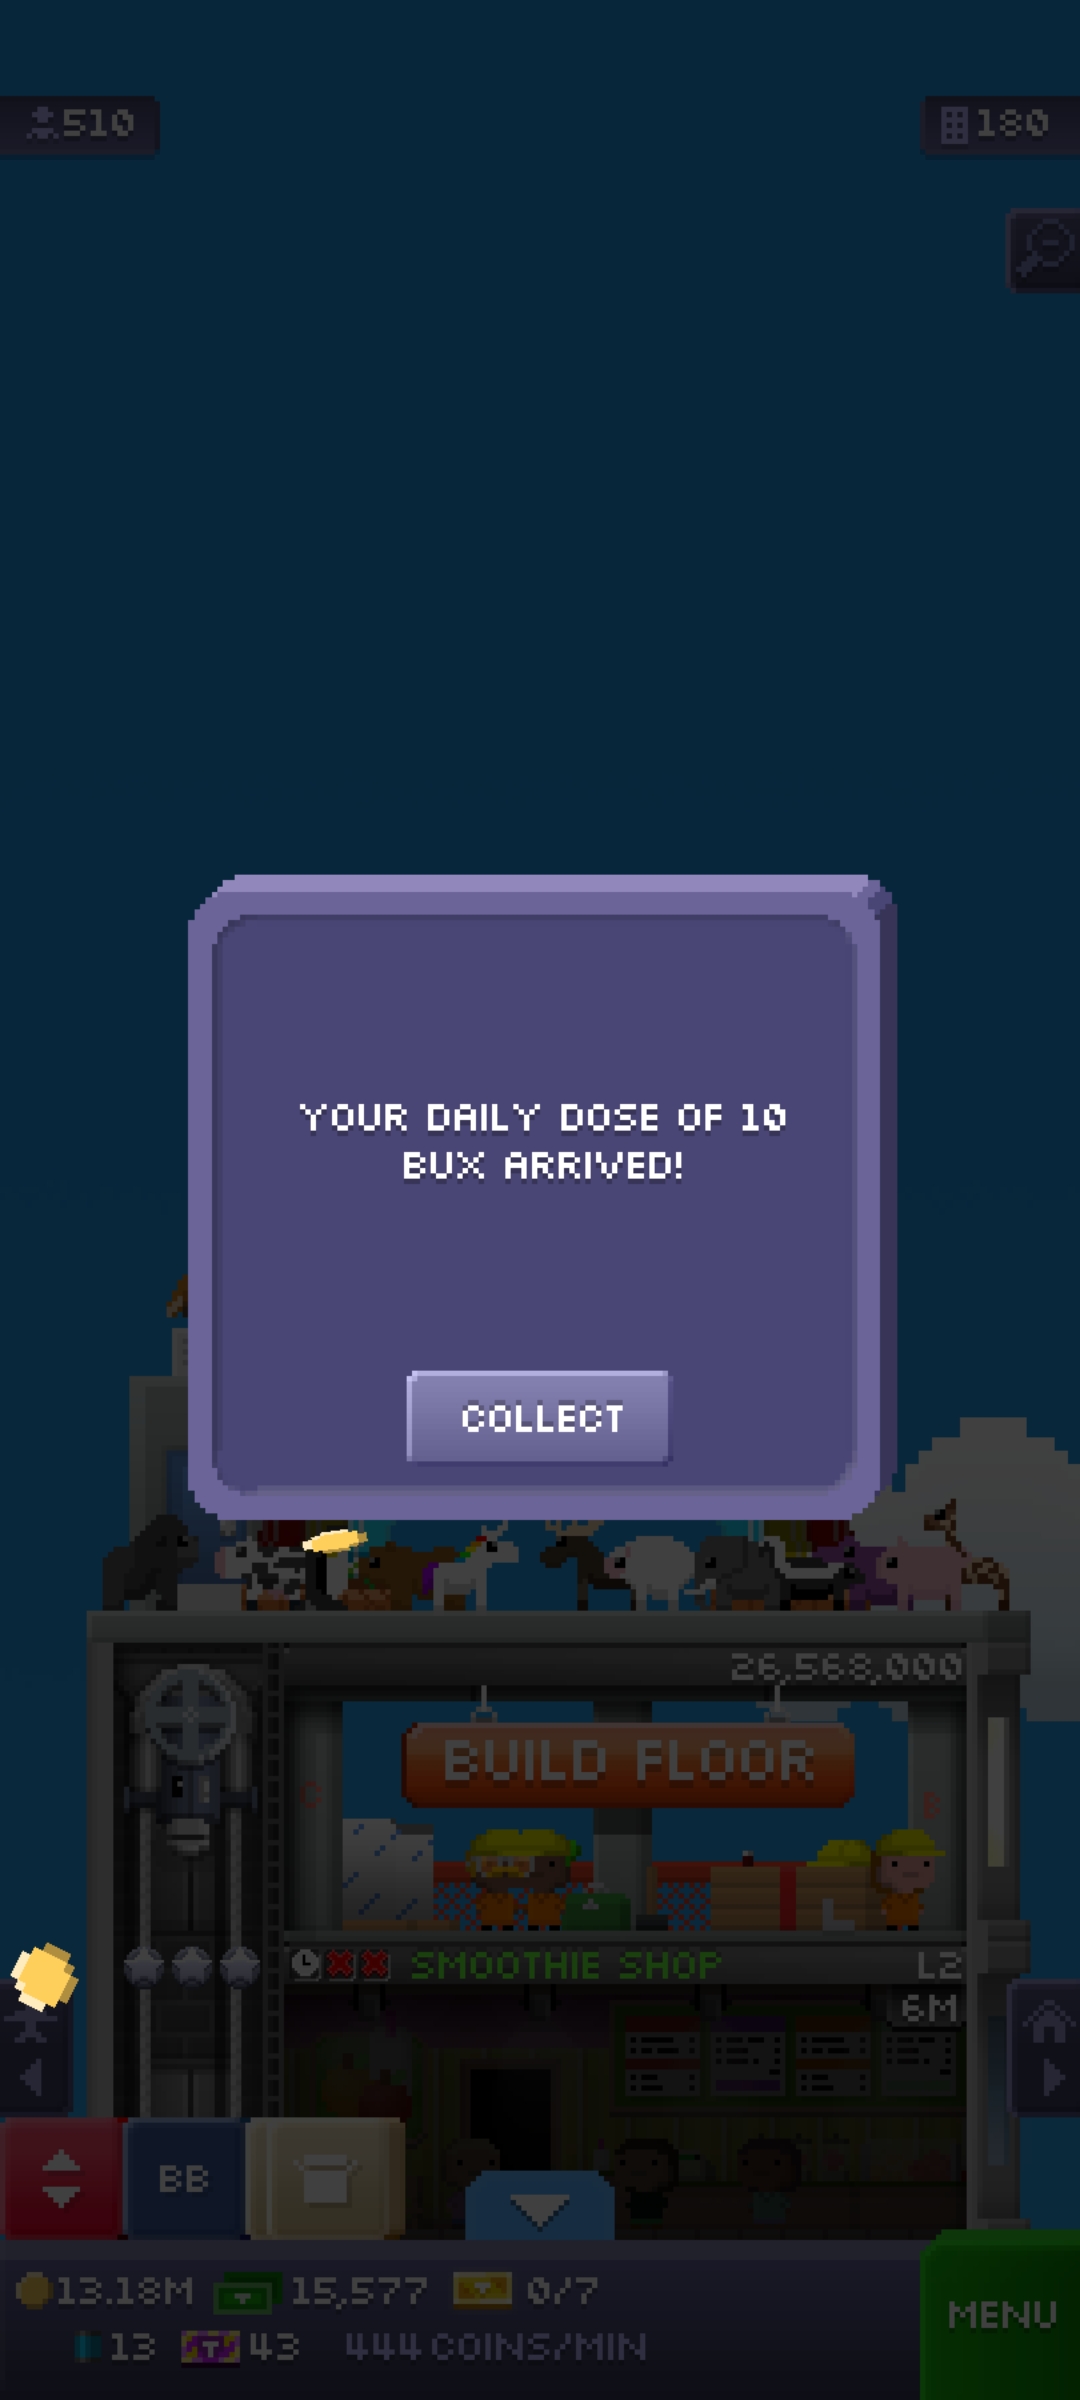 510
180
YOUR DAILY DOSE OF 10
BUX ARRIVED!
COLLECT
26,568,000
BUILD FLOOR
C
B
L
SMOOTHIE SHOP
L2
6M
BB
13.18M
15,577
0/7
MENU
13
T
43
444 COINS/MIN